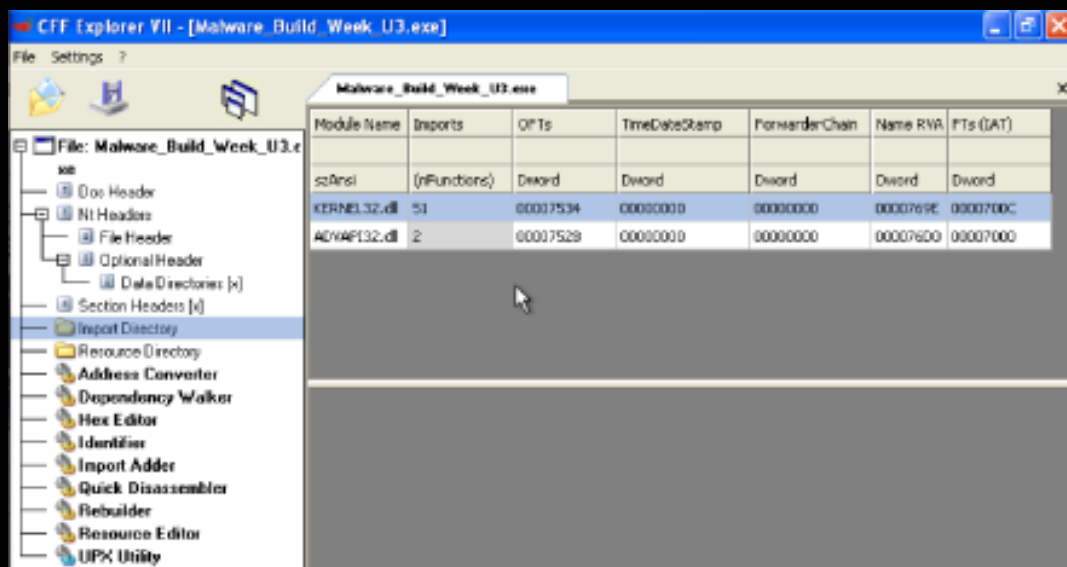 CFF Explorer VII - [Malware_Build_Week_U3.exe]
File Settings ?
Malware_Build_Week_U3.exe
Module Name Imports OFTs TimeDateStamp ForwarderChain Name RVA FTs (IAT)
szAnsi (nFunctions) Dword Dword Dword Dword Dword
KERNEL32.dll 51 00007534 00000000 00000000 0000769E 0000700C
ADVAPI32.dll 2 00007528 00000000 00000000 000076D0 00007000
File: Malware_Build_Week_U3.e
xe
Dos Header
Nt Headers
File Header
Optional Header
Data Directories [x]
Section Headers [x]
Import Directory
Resource Directory
Address Converter
Dependency Walker
Hex Editor
Identifier
Import Adder
Quick Disassembler
Rebuilder
Resource Editor
UPX Utility